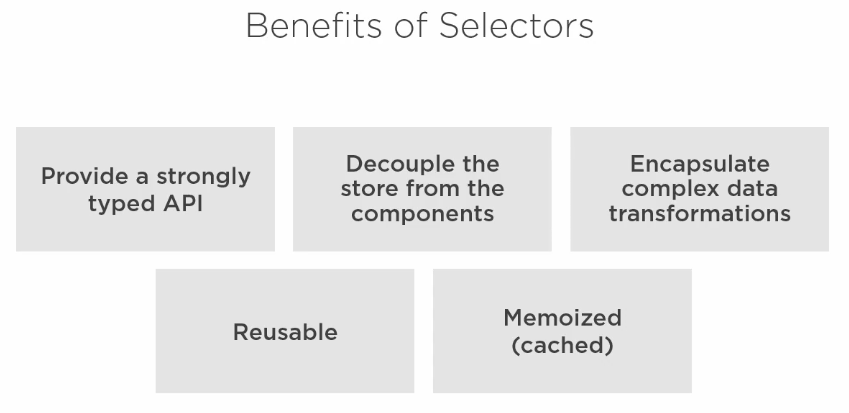 Benefits of Selectors
Provide a strongly
typed API
Decouple the
store from the
components
Encapsulate
complex data
transformations
Reusable
Memoized
(cached)